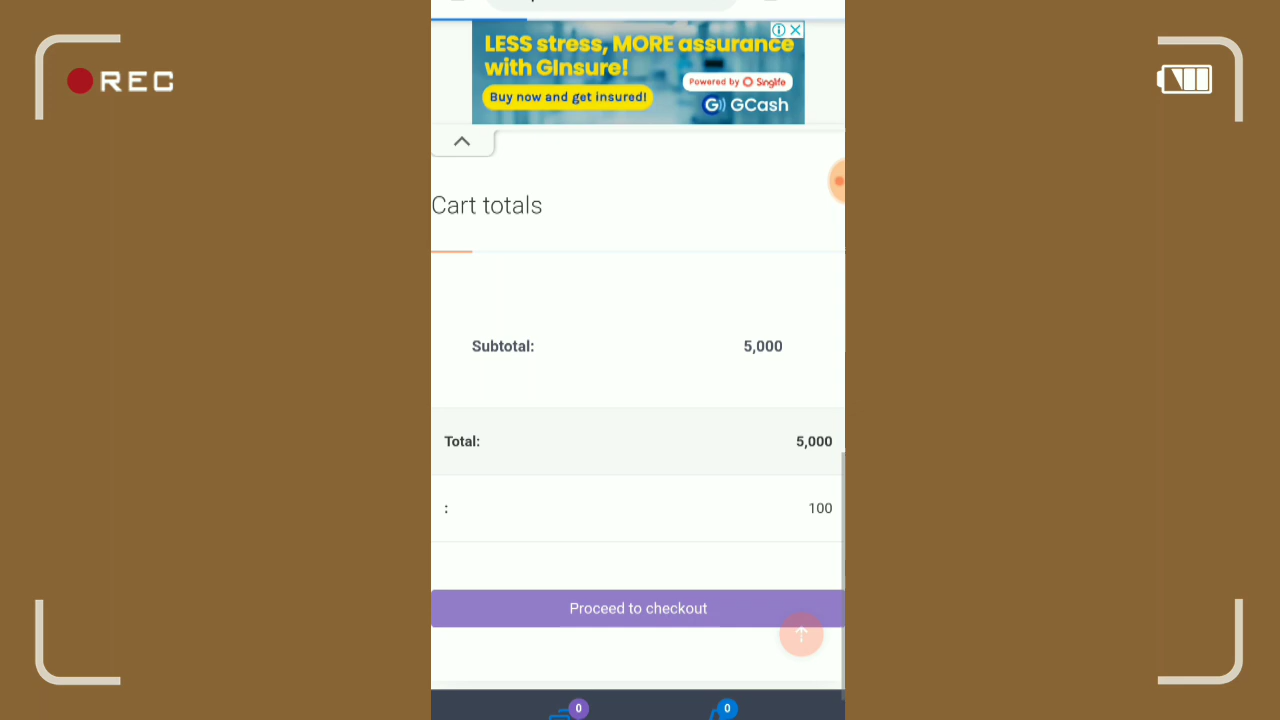 REC
LESS stress, MORE assurance
with GInsure!
Powered by Singlife
Buy now and get insured!
GCash
Cart totals
Subtotal: 5,000
Total: 5,000
: 100
Proceed to checkout
0 0